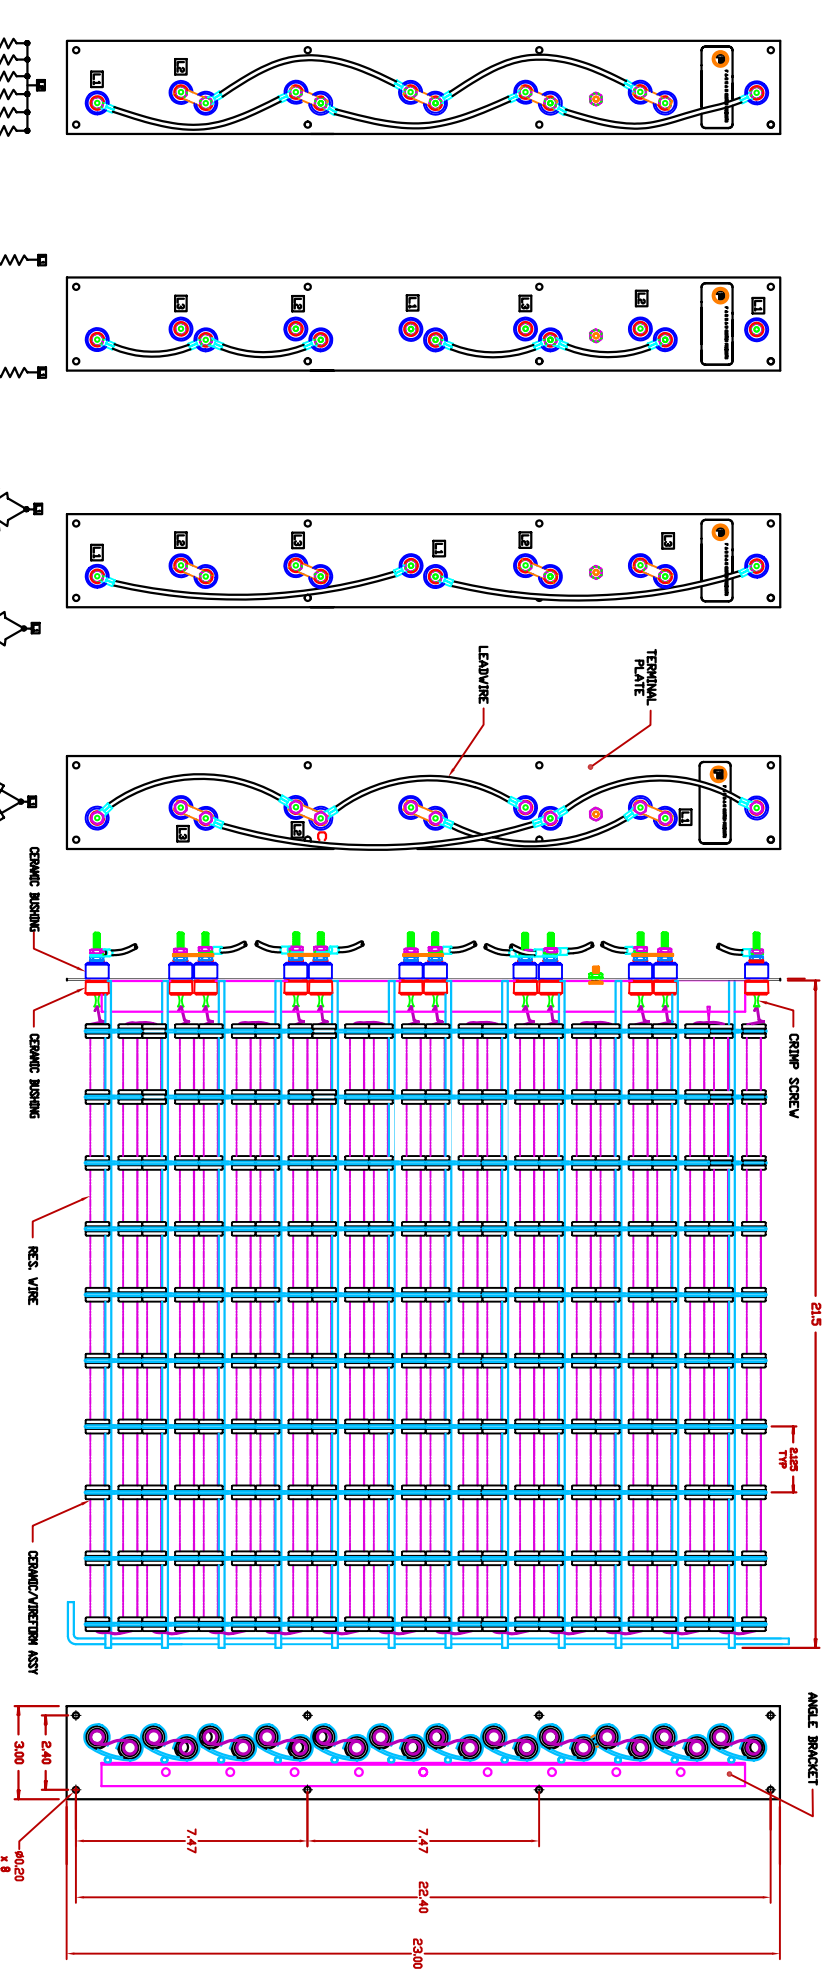 L1
L2
L3
L2
L1
L3
L2
L1
L1
L2
L3
L1
L2
L3
TERMINAL
PLATE
LEADWIRE
L3
L2
C
L1
CERAMIC BUSHING
CERAMIC BUSHING
CRIMP SCREW
RES. WIRE
21.5
2.125
TYP
CERAMIC/WIREFORM ASSY
ANGLE BRACKET
2.40
3.00
7.47
7.47
22.40
23.00
ø0.20
x 8